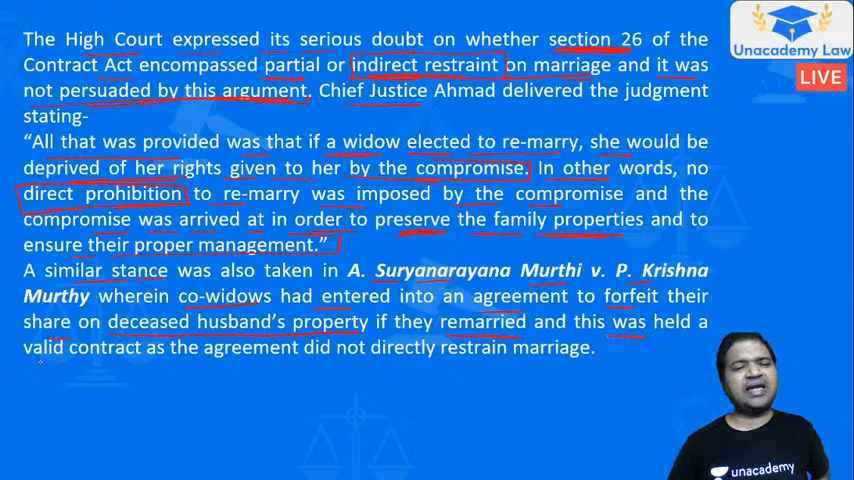 The High Court expressed its serious doubt on whether section 26 of the
Contract Act encompassed partial or indirect restraint on marriage and it was
not persuaded by this argument. Chief Justice Ahmad delivered the judgment
stating-
“All that was provided was that if a widow elected to re-marry, she would be
deprived of her rights given to her by the compromise. In other words, no
direct prohibition to re-marry was imposed by the compromise and the
compromise was arrived at in order to preserve the family properties and to
ensure their proper management.”
A similar stance was also taken in A. Suryanarayana Murthi v. P. Krishna
Murthy wherein co-widows had entered into an agreement to forfeit their
share on deceased husband’s property if they remarried and this was held a
valid contract as the agreement did not directly restrain marriage.
Unacademy Law
LIVE
unacademy